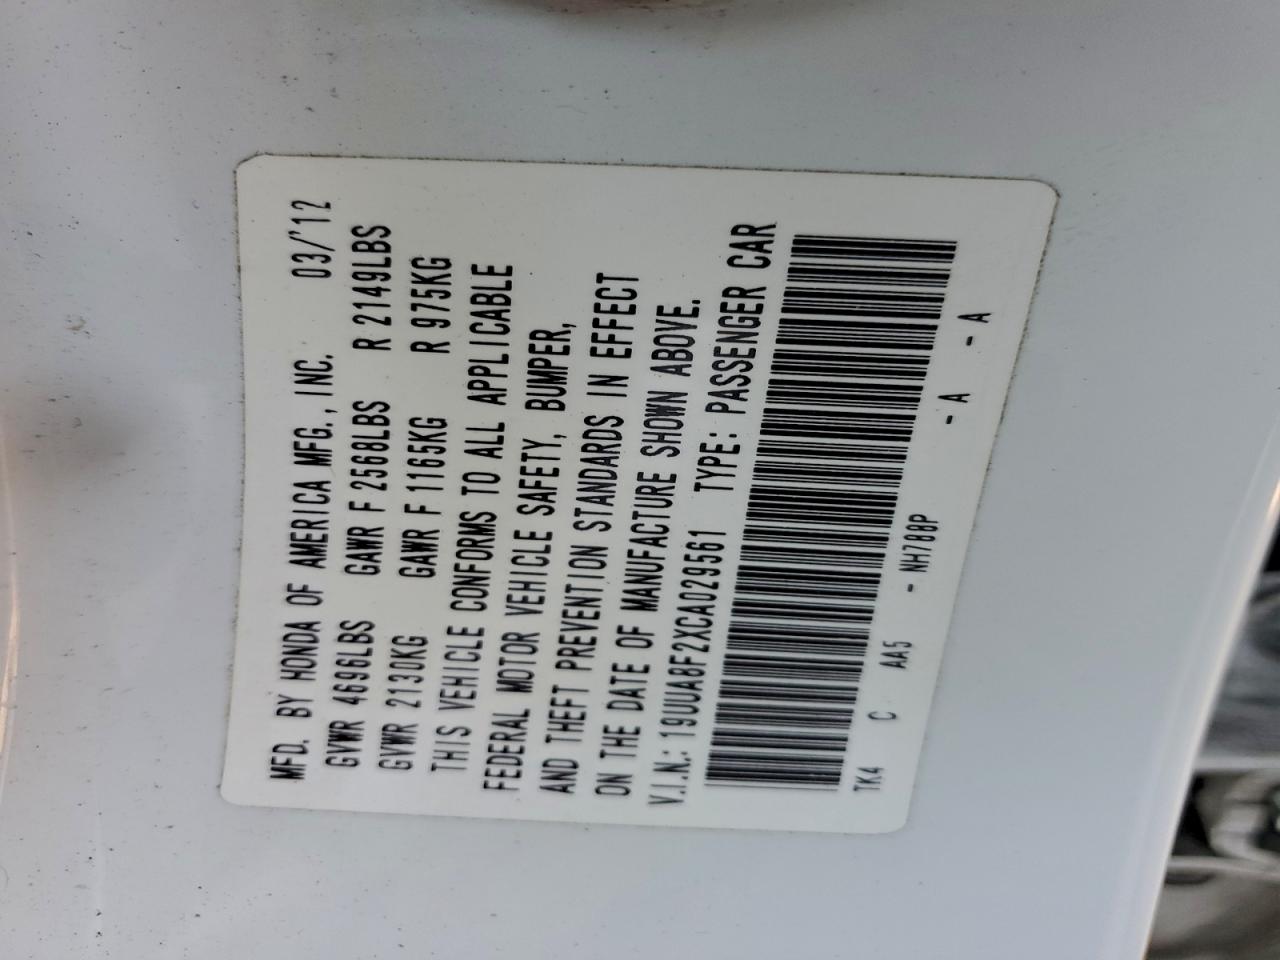 MFD. BY HONDA OF AMERICA MFG., INC. 03/'12
GVWR 4696LBS GAWR F 2568LBS R 2149LBS
GVWR 2130KG GAWR F 1165KG R 975KG
THIS VEHICLE CONFORMS TO ALL APPLICABLE
FEDERAL MOTOR VEHICLE SAFETY, BUMPER,
AND THEFT PREVENTION STANDARDS IN EFFECT
ON THE DATE OF MANUFACTURE SHOWN ABOVE.
V.I.N.: 19UUA8F2XCA029561 TYPE: PASSENGER CAR
TK4 C AA5 - NH788P - A - A